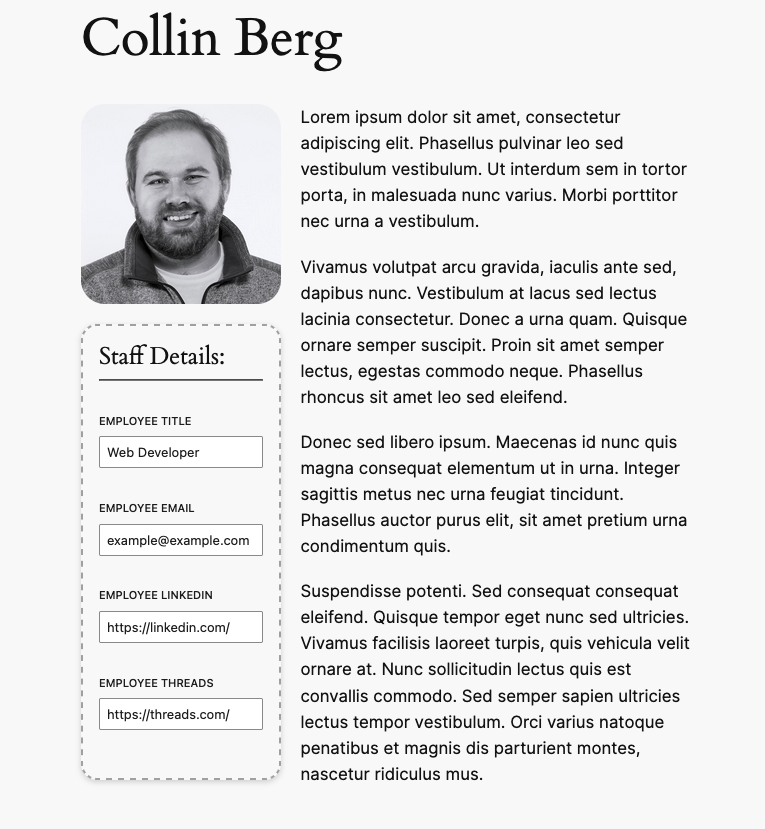 Collin Berg
Staff Details:
EMPLOYEE TITLE
Web Developer
EMPLOYEE EMAIL
example@example.com
EMPLOYEE LINKEDIN
https://linkedin.com/
EMPLOYEE THREADS
https://threads.com/
Lorem ipsum dolor sit amet, consectetur
adipiscing elit. Phasellus pulvinar leo sed
vestibulum vestibulum. Ut interdum sem in tortor
porta, in malesuada nunc varius. Morbi porttitor
nec urna a vestibulum.
Vivamus volutpat arcu gravida, iaculis ante sed,
dapibus nunc. Vestibulum at lacus sed lectus
lacinia consectetur. Donec a urna quam. Quisque
ornare semper suscipit. Proin sit amet semper
lectus, egestas commodo neque. Phasellus
rhoncus sit amet leo sed eleifend.
Donec sed libero ipsum. Maecenas id nunc quis
magna consequat elementum ut in urna. Integer
sagittis metus nec urna feugiat tincidunt.
Phasellus auctor purus elit, sit amet pretium urna
condimentum quis.
Suspendisse potenti. Sed consequat consequat
eleifend. Quisque tempor eget nunc sed ultricies.
Vivamus facilisis laoreet turpis, quis vehicula velit
ornare at. Nunc sollicitudin lectus quis est
convallis commodo. Sed semper sapien ultricies
lectus tempor vestibulum. Orci varius natoque
penatibus et magnis dis parturient montes,
nascetur ridiculus mus.